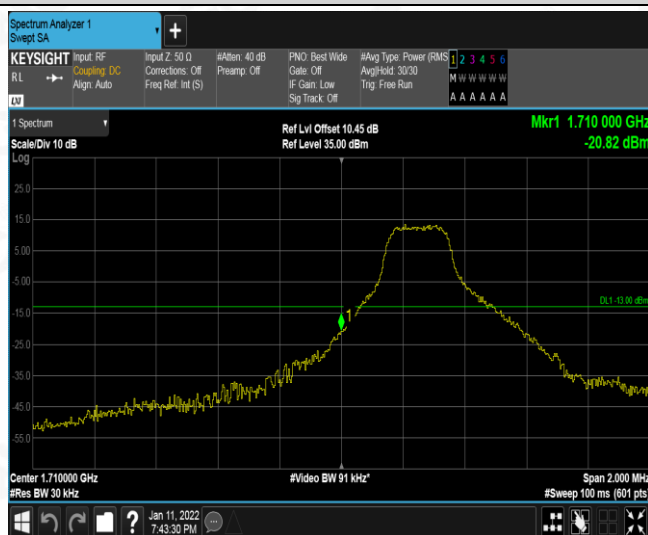 Spectrum Analyzer 1
Swept SA
+
KEYSIGHT Input: RF Input Z: 50 Ω #Atten: 40 dB PNO: Best Wide #Avg Type: Power (RMS 1 2 3 4 5 6
R L Coupling: DC Corrections: Off Preamp: Off Gate: Off Avg|Hold: 30/30 M W W W W W
Align: Auto Freq Ref: Int (S) IF Gain: Low Trig: Free Run
Sig Track: Off A A A A A A
1 Spectrum Ref Lvl Offset 10.45 dB Mkr1 1.710 000 GHz
Scale/Div 10 dB Ref Level 35.00 dBm -20.82 dBm
Log
25.0
15.0
5.00
-5.00
DL1 -13.00 dBm
-15.0
1
-25.0
-35.0
-45.0
-55.0
Center 1.710000 GHz #Video BW 91 kHz* Span 2.000 MHz
#Res BW 30 kHz #Sweep 100 ms (601 pts)
? Jan 11, 2022
7:43:30 PM